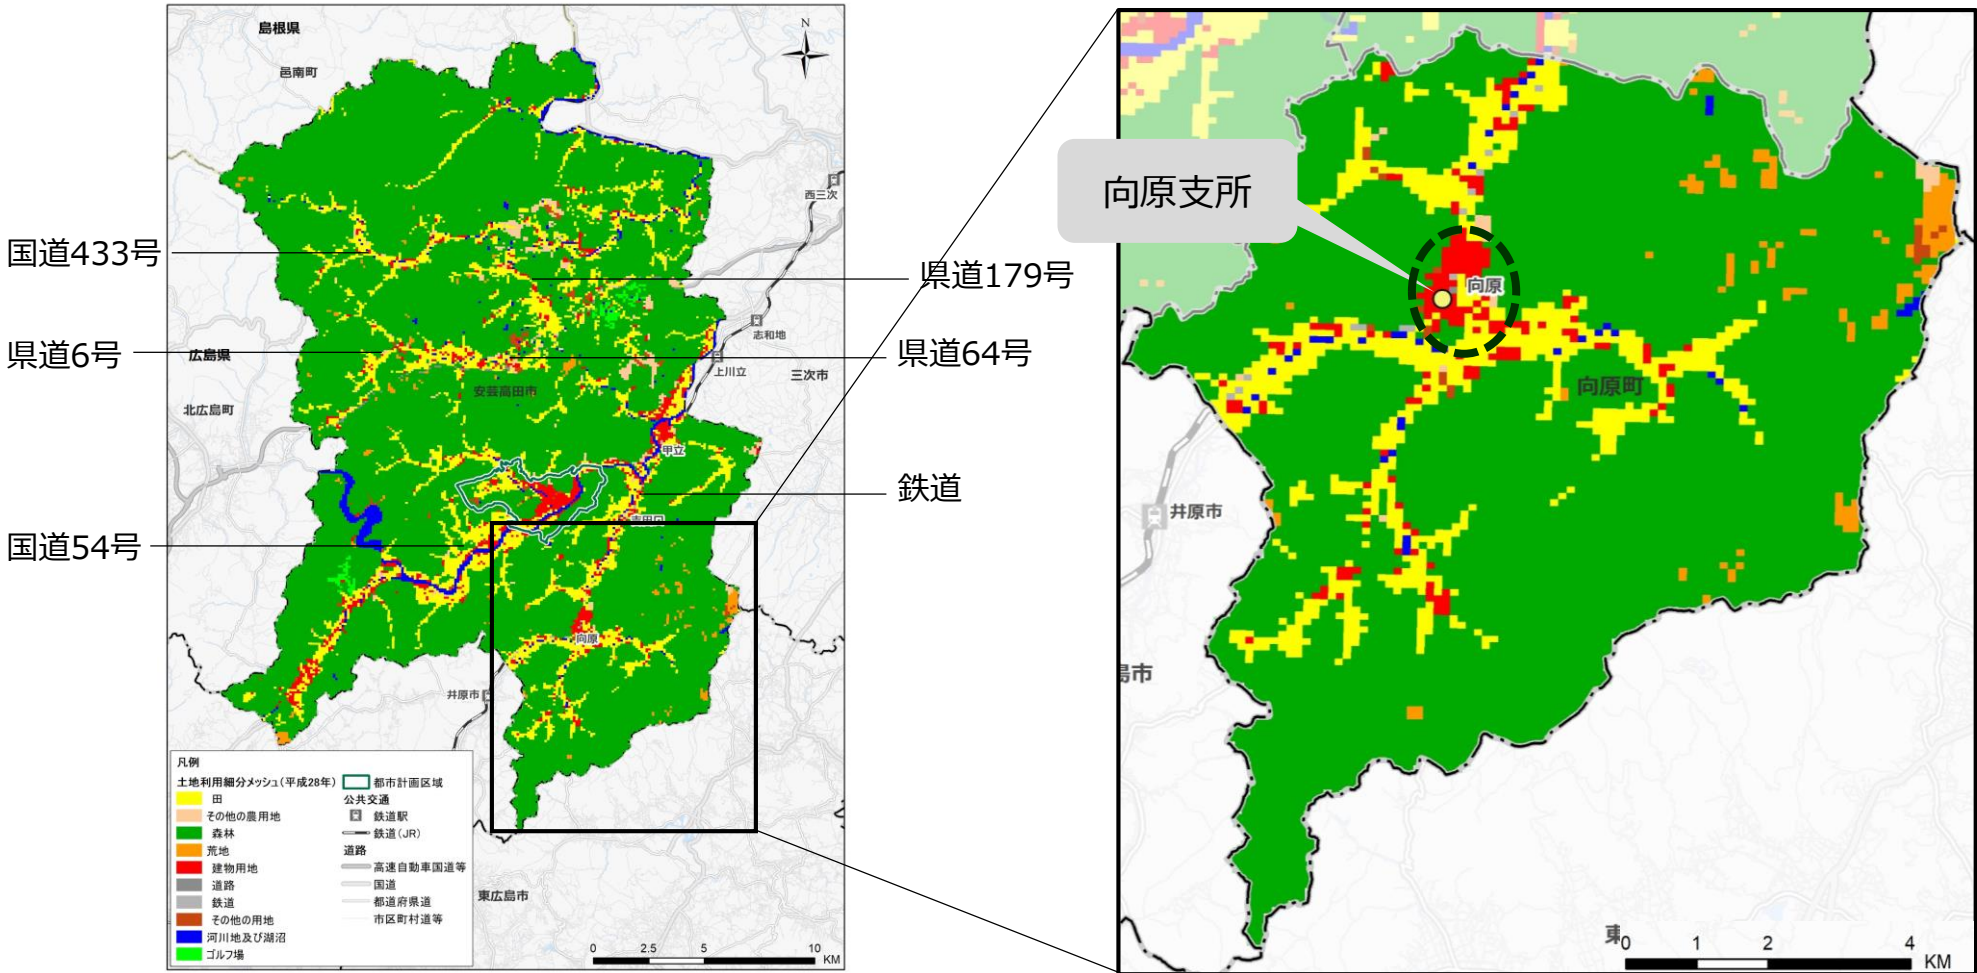 島根県
邑南町
N
西三次
国道433号
県道179号
志和地
県道6号
広島県
県道64号
上川立
三次市
安芸高田市
北広島町
甲立
鉄道
吉田口
国道54号
向原
井原市
東広島市
凡例
土地利用細分メッシュ(平成28年)
田
その他の農用地
森林
荒地
建物用地
道路
鉄道
その他の用地
河川地及び湖沼
ゴルフ場
都市計画区域
公共交通
鉄道駅
鉄道(JR)
道路
高速自動車国道等
国道
都道府県道
市区町村道等
0 2.5 5 10
KM
向原支所
向原
向原町
井原市
島市
東
0 1 2 4
KM